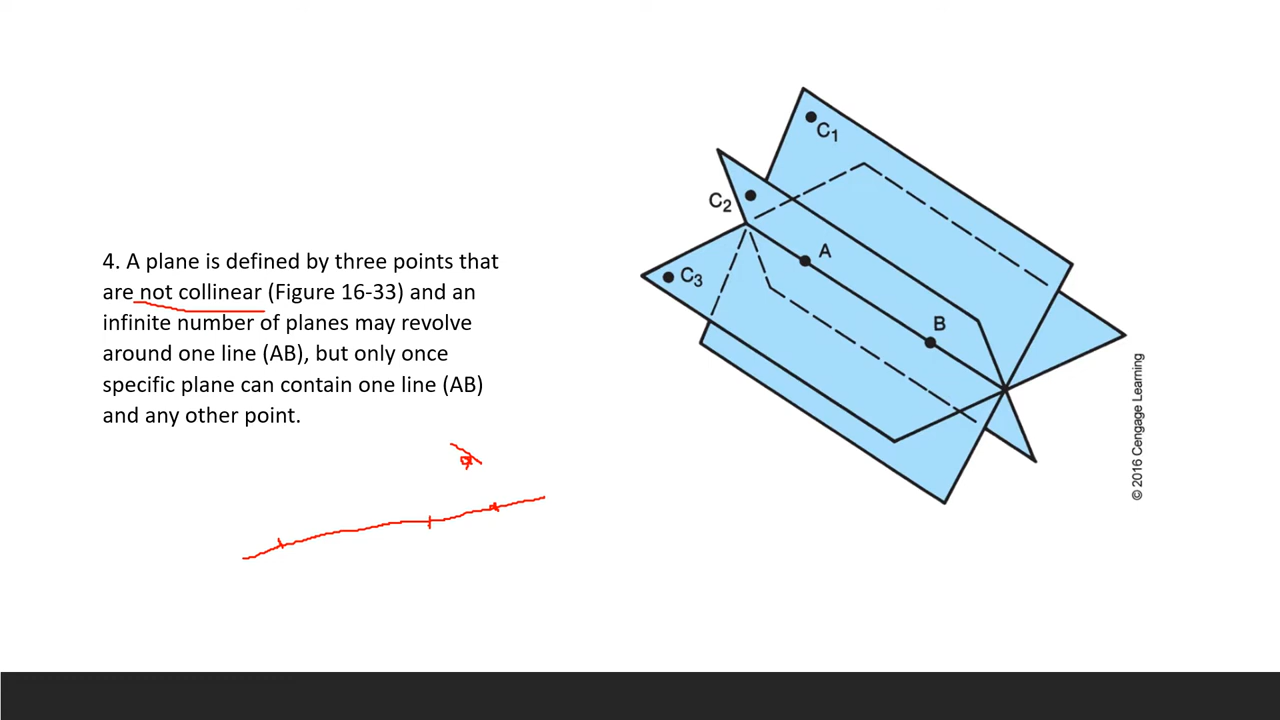 4. A plane is defined by three points that
are not collinear (Figure 16-33) and an
infinite number of planes may revolve
around one line (AB), but only once
specific plane can contain one line (AB)
and any other point.
C1
C2
A
C3
B
© 2016 Cengage Learning